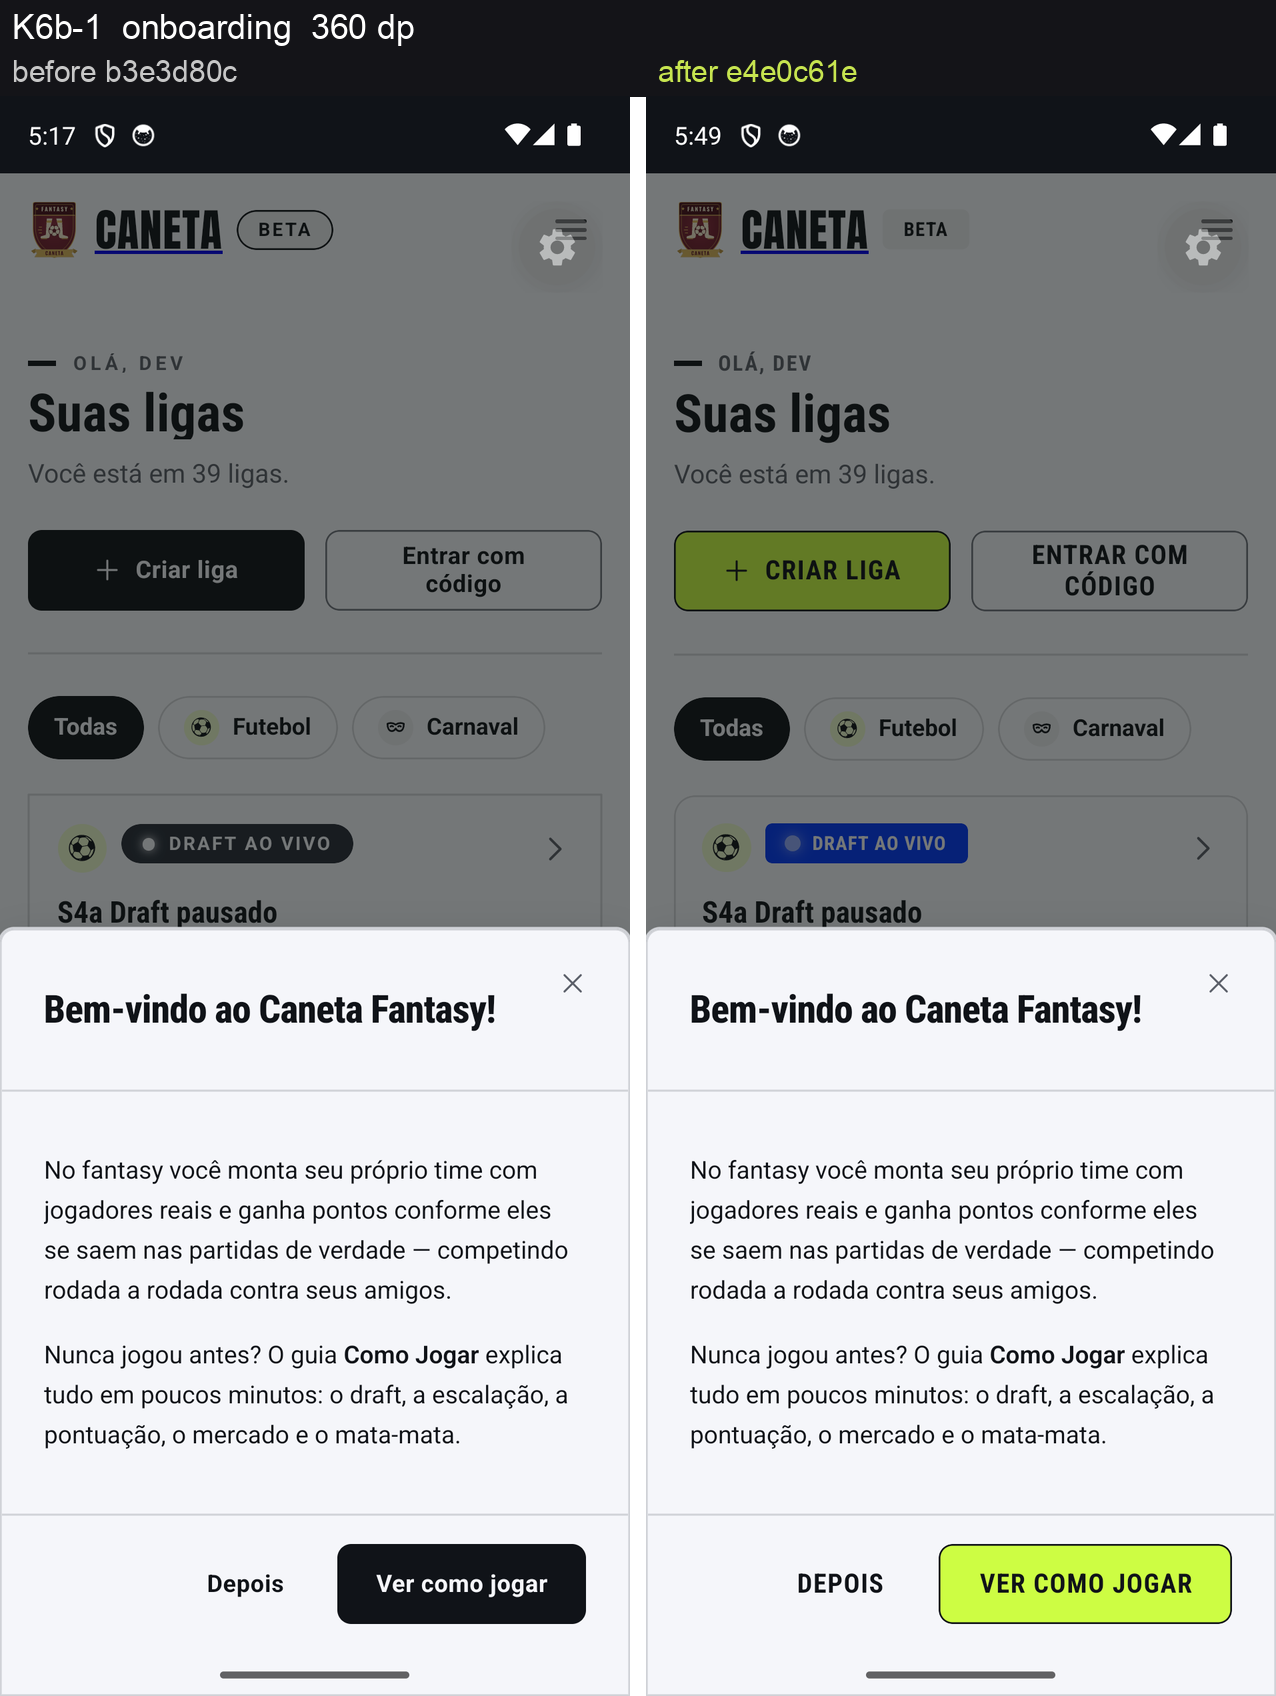 K6b-1 onboarding 360 dp
before b3e3d80c
5:17
FANTASY
CANETA
CANETA
BETA
OLÁ, DEV
Suas ligas
Você está em 39 ligas.
Criar liga
Entrar com
código
Todas
Futebol
Carnaval
DRAFT AO VIVO
S4a Draft pausado
Bem-vindo ao Caneta Fantasy!
No fantasy você monta seu próprio time com
jogadores reais e ganha pontos conforme eles
se saem nas partidas de verdade — competindo
rodada a rodada contra seus amigos.
Nunca jogou antes? O guia Como Jogar explica
tudo em poucos minutos: o draft, a escalação, a
pontuação, o mercado e o mata-mata.
Depois
Ver como jogar
after e4e0c61e
5:49
FANTASY
CANETA
CANETA
BETA
OLÁ, DEV
Suas ligas
Você está em 39 ligas.
CRIAR LIGA
ENTRAR COM
CÓDIGO
Todas
Futebol
Carnaval
DRAFT AO VIVO
S4a Draft pausado
Bem-vindo ao Caneta Fantasy!
No fantasy você monta seu próprio time com
jogadores reais e ganha pontos conforme eles
se saem nas partidas de verdade — competindo
rodada a rodada contra seus amigos.
Nunca jogou antes? O guia Como Jogar explica
tudo em poucos minutos: o draft, a escalação, a
pontuação, o mercado e o mata-mata.
DEPOIS
VER COMO JOGAR